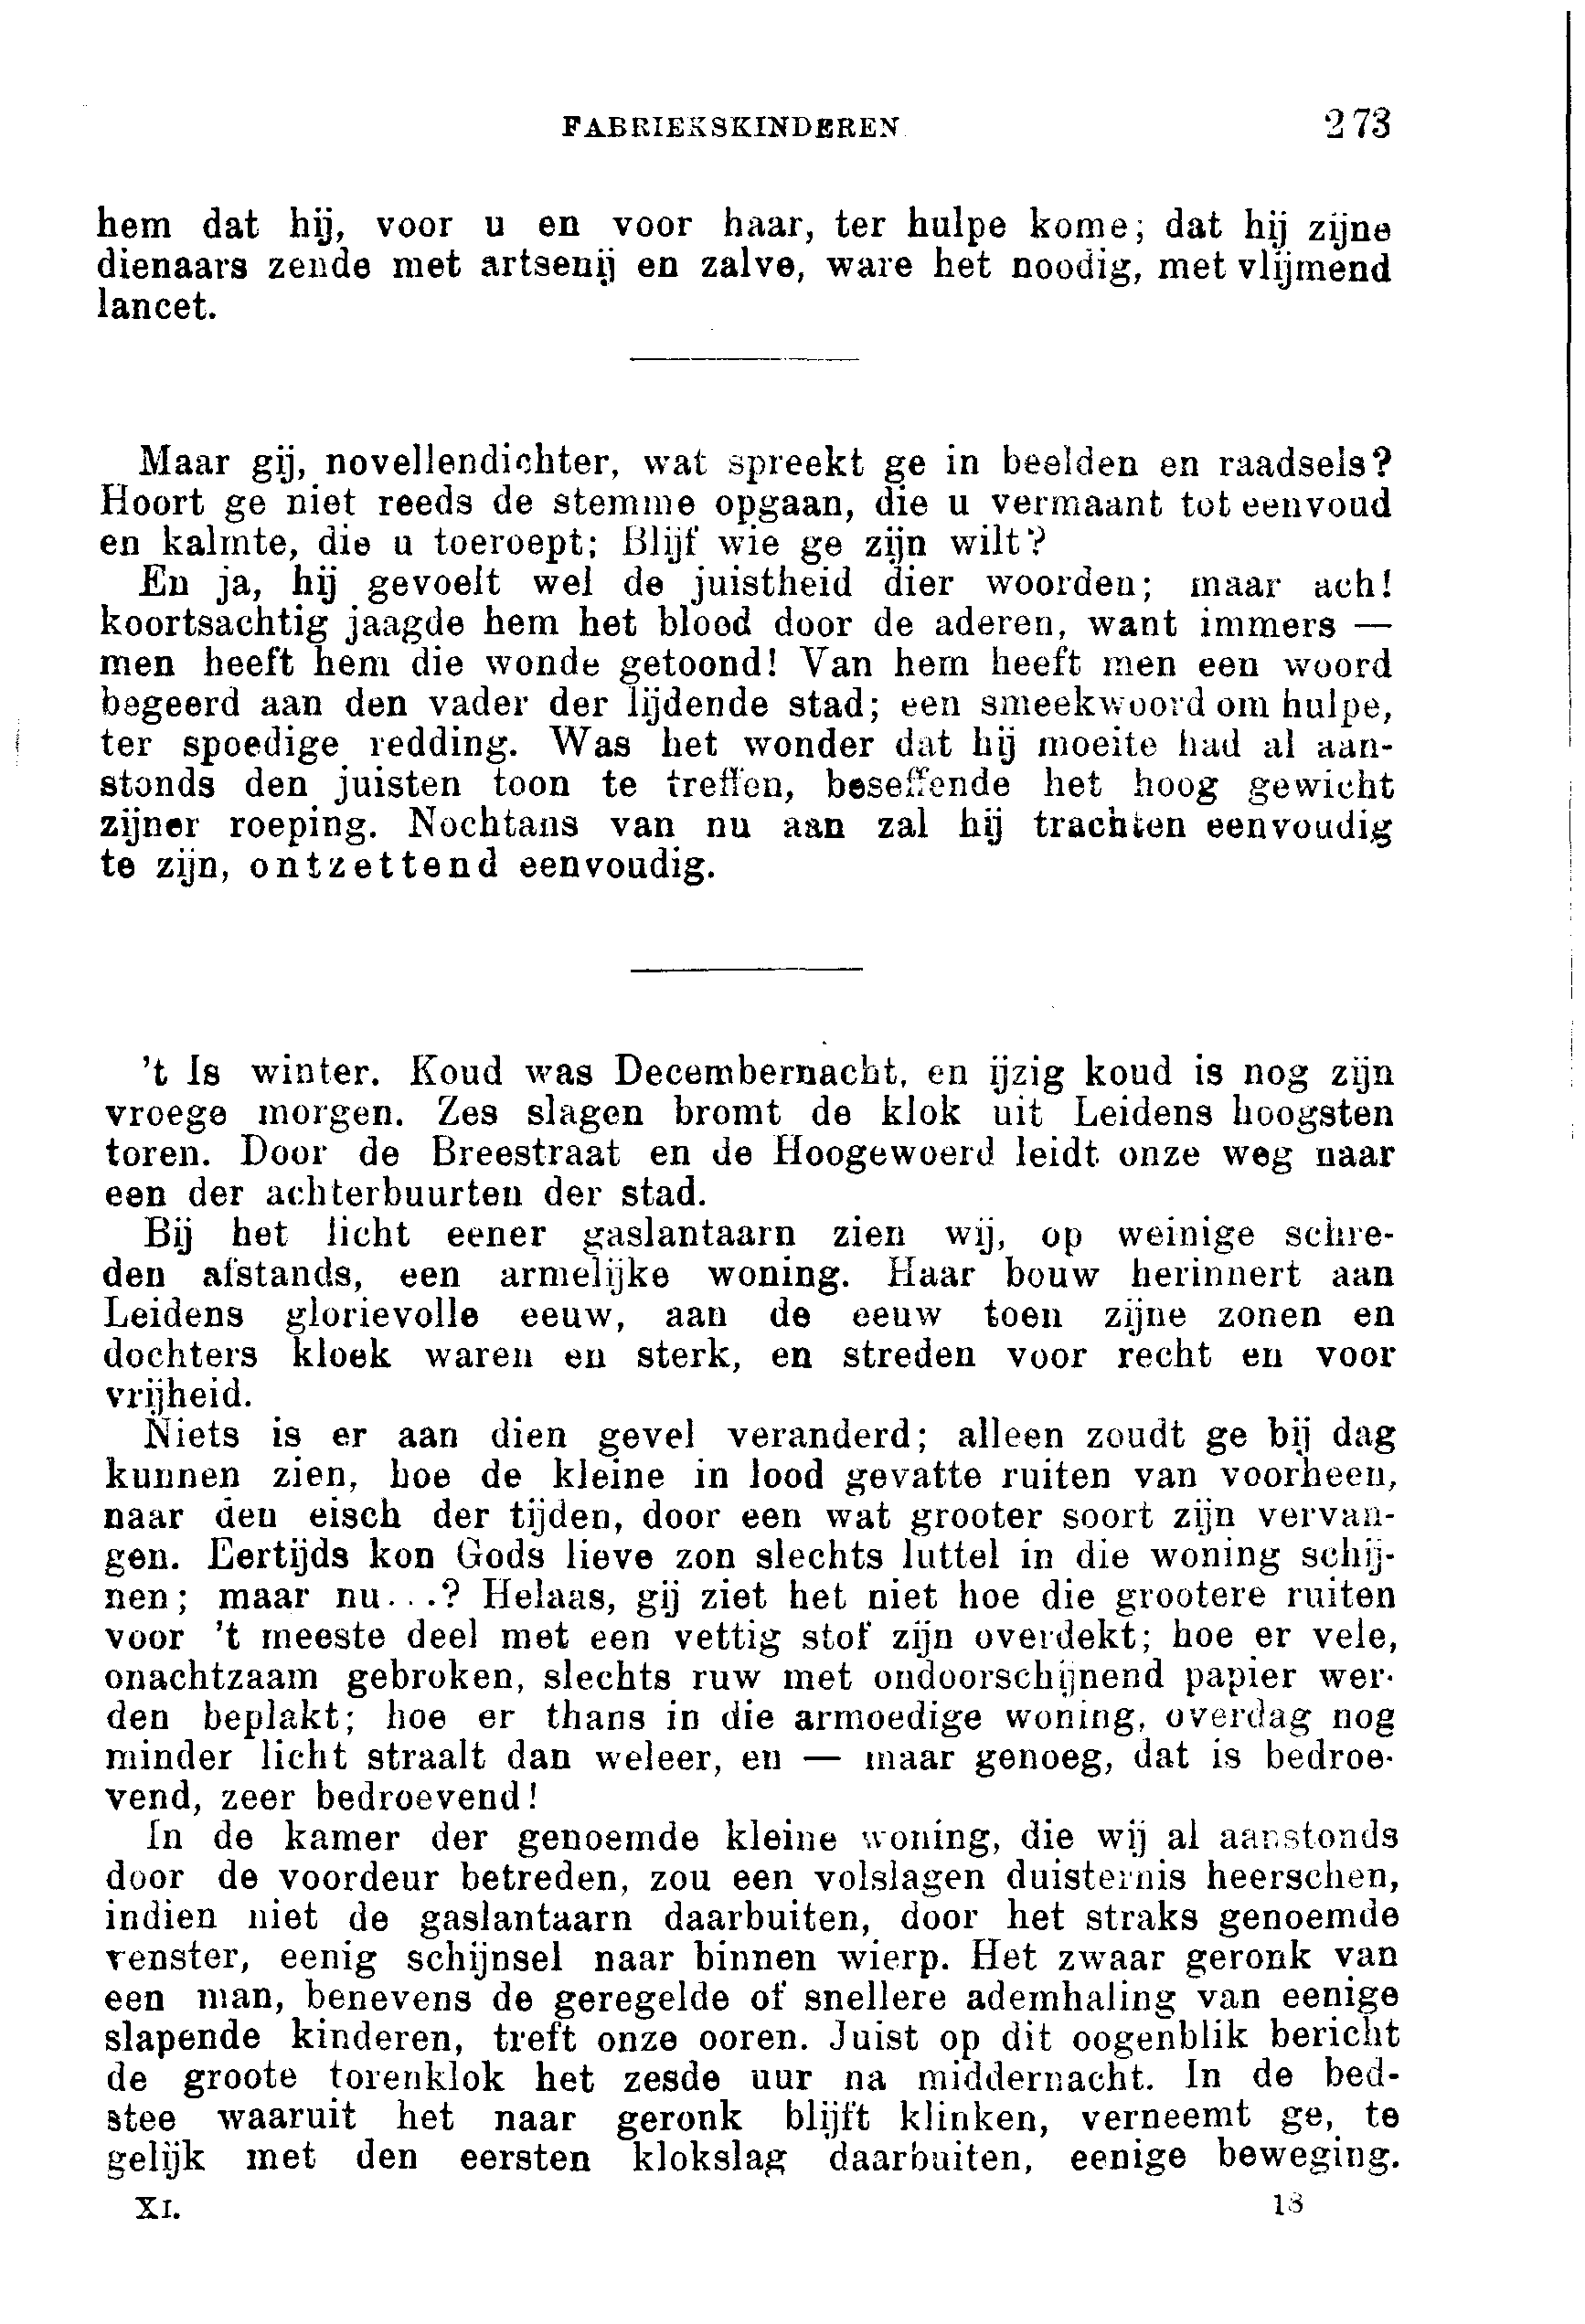 FABRIEKSKINDEREN 273
hem dat hij, voor u en voor haar, ter hulpe kome; dat hij zijne
dienaars zende met artsenij en zalve, ware het noodig, met vlijmend
lancet.
Maar gij, novellendichter, wat spreekt ge in beelden en raadsels?
Hoort ge niet reeds de stemme opgaan, die u vermaant tot eenvoud
en kalmte, die u toeroept; Blijf wie ge zijn wilt?
En ja, hij gevoelt wel de juistheid dier woorden; maar ach!
koortsachtig jaagde hem het bloed door de aderen, want immers —
men heeft hem die wonde getoond! Van hem heeft men een woord
begeerd aan den vader der lijdende stad; een smeekwoord om hulpe,
ter spoedige redding. Was het wonder dat hij moeite had al aan-
stonds den juisten toon te treffen, beseffende het hoog gewicht
zijner roeping. Nochtans van nu aan zal hij trachten eenvoudig
te zijn, ontzettend eenvoudig.
't Is winter. Koud was Decembernacht, en ijzig koud is nog zijn
vroege morgen. Zes slagen bromt de klok uit Leidens hoogsten
toren. Door de Breestraat en de Hoogewoerd leidt onze weg naar
een der achterbuurten der stad.
Bij het licht eener gaslantaarn zien wij, op weinige schre-
den afstands, een armelijke woning. Haar bouw herinnert aan
Leidens glorievolle eeuw, aan de eeuw toen zijne zonen en
dochters kloek waren en sterk, en streden voor recht en voor
vrijheid.
Niets is er aan dien gevel veranderd; alleen zoudt ge bij dag
kunnen zien, hoe de kleine in lood gevatte ruiten van voorheen,
naar den eisch der tijden, door een wat grooter soort zijn vervan-
gen. Eertijds kon Gods lieve zon slechts luttel in die woning schij-
nen; maar nu...? Helaas, gij ziet het niet hoe die grootere ruiten
voor 't meeste deel met een vettig stof zijn overdekt; hoe er vele,
onachtzaam gebroken, slechts ruw met ondoorschijnend papier wer-
den beplakt; hoe er thans in die armoedige woning, overdag nog
minder licht straalt dan weleer, en — maar genoeg, dat is bedroe-
vend, zeer bedroevend!
In de kamer der genoemde kleine woning, die wij al aanstonds
door de voordeur betreden, zou een volslagen duisternis heerschen,
indien niet de gaslantaarn daarbuiten, door het straks genoemde
venster, eenig schijnsel naar binnen wierp. Het zwaar geronk van
een man, benevens de geregelde of snellere ademhaling van eenige
slapende kinderen, treft onze ooren. Juist op dit oogenblik bericht
de groote torenklok het zesde uur na middernacht. In de bed-
stee waaruit het naar geronk blijft klinken, verneemt ge, te
gelijk met den eersten klokslag daarbuiten, eenige beweging.
XI. 18